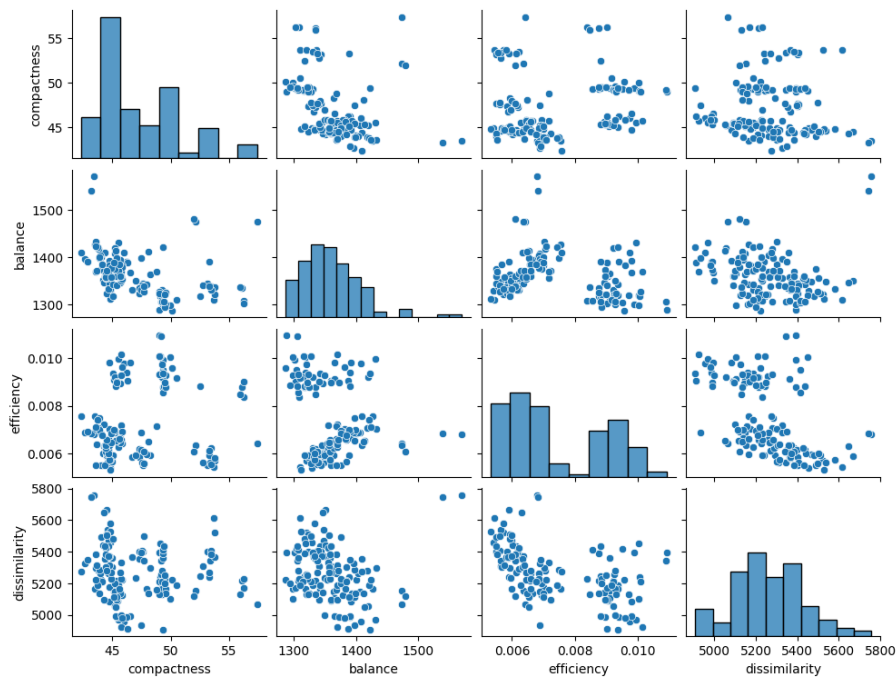 compactness
55
50
45
balance
1500
1400
1300
efficiency
0.010
0.008
0.006
dissimilarity
5800
5600
5400
5200
5000
45 50 55
1300 1400 1500
0.006 0.008 0.010
5000 5200 5400 5600 5800
compactness balance efficiency dissimilarity